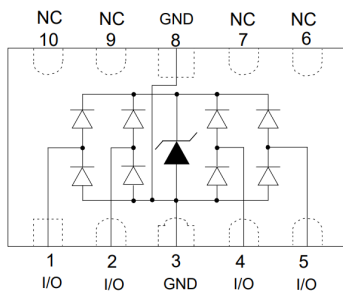 NC NC GND NC NC
10 9 8 7 6
1 2 3 4 5
I/O I/O GND I/O I/O